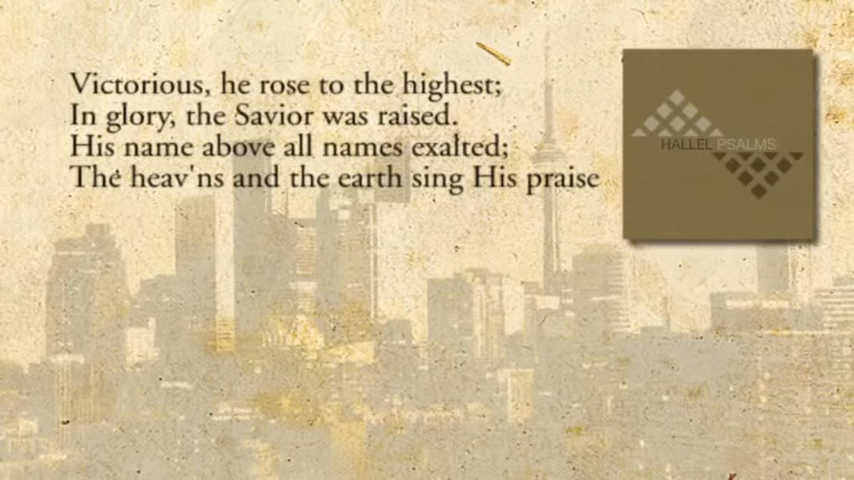 Victorious, he rose to the highest;
In glory, the Savior was raised.
His name above all names exalted;
The heav'ns and the earth sing His praise
HALLEL PSALMS